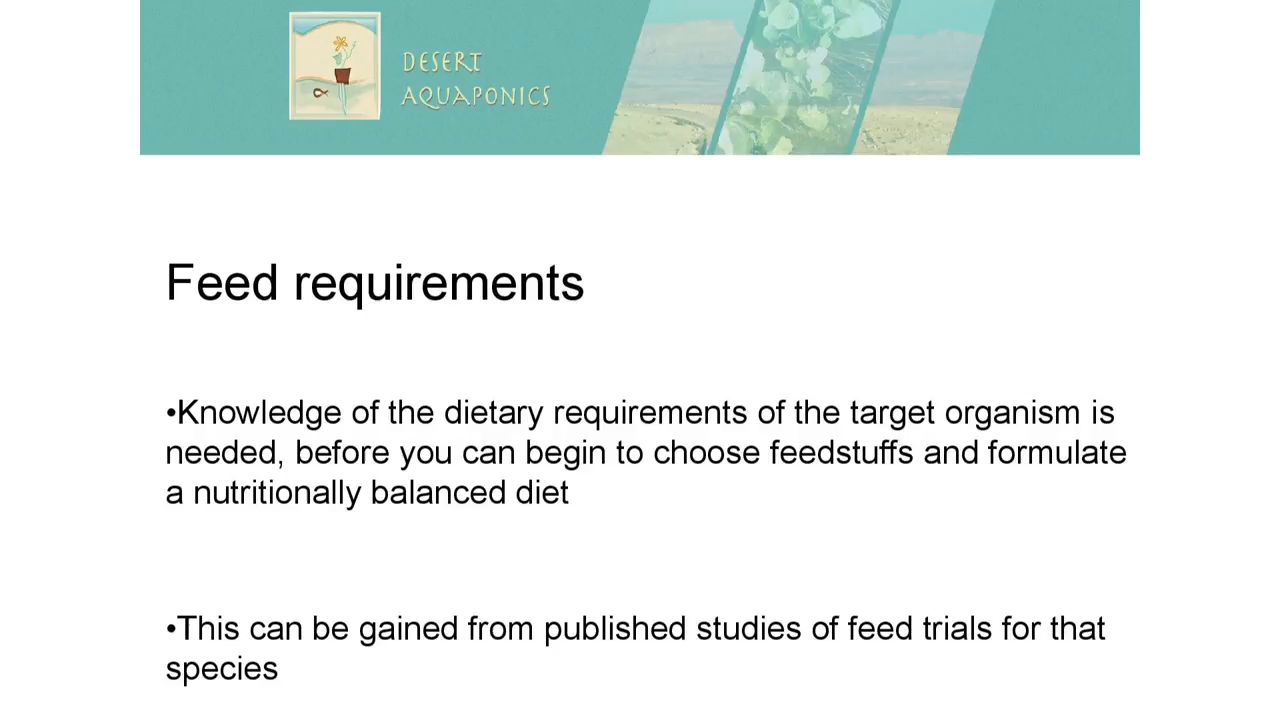 DESERT
AQUAPONICS
Feed requirements
•Knowledge of the dietary requirements of the target organism is
needed, before you can begin to choose feedstuffs and formulate
a nutritionally balanced diet
•This can be gained from published studies of feed trials for that
species